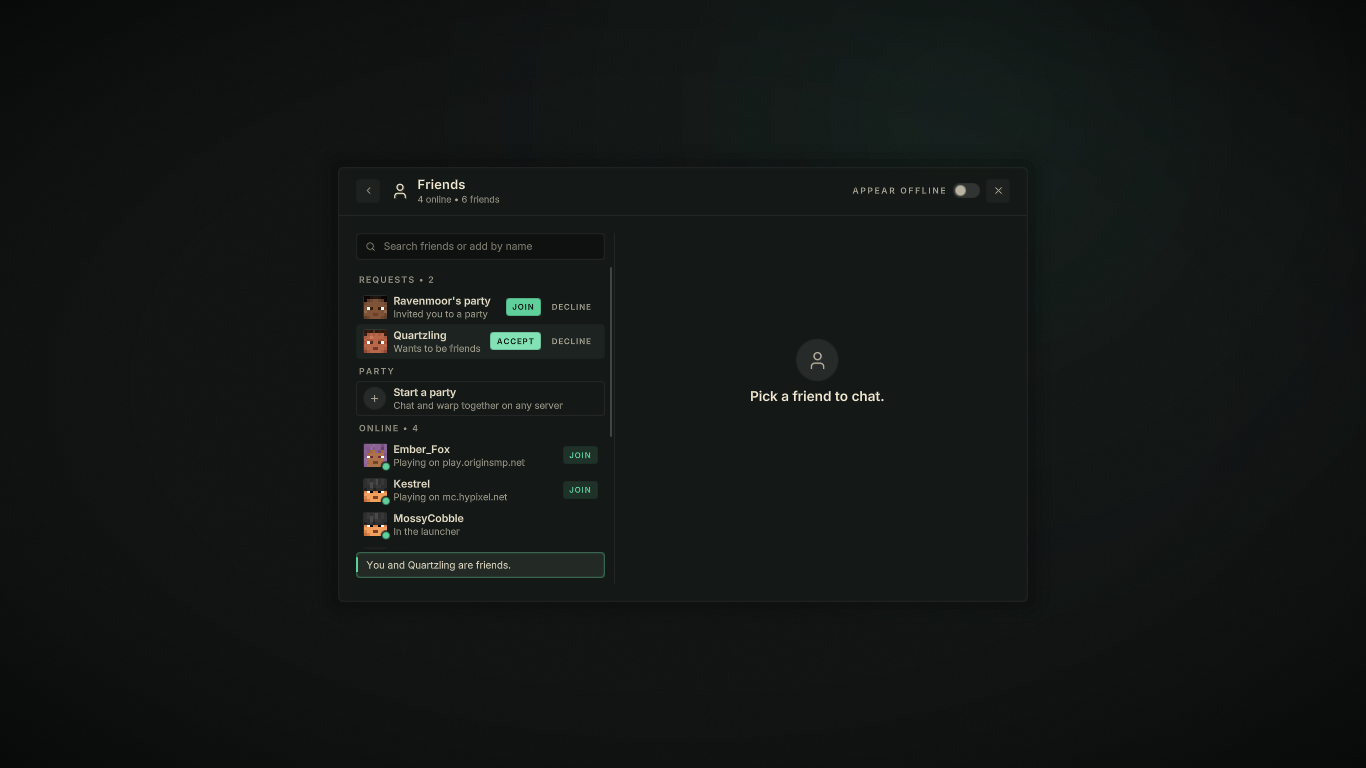 Friends
4 online • 6 friends
APPEAR OFFLINE
Search friends or add by name
REQUESTS • 2
Ravenmoor's party
Invited you to a party
JOIN
DECLINE
Quartzling
Wants to be friends
ACCEPT
DECLINE
PARTY
Start a party
Chat and warp together on any server
ONLINE • 4
Ember_Fox
Playing on play.originsmp.net
JOIN
Kestrel
Playing on mc.hypixel.net
JOIN
MossyCobble
In the launcher
You and Quartzling are friends.
Pick a friend to chat.